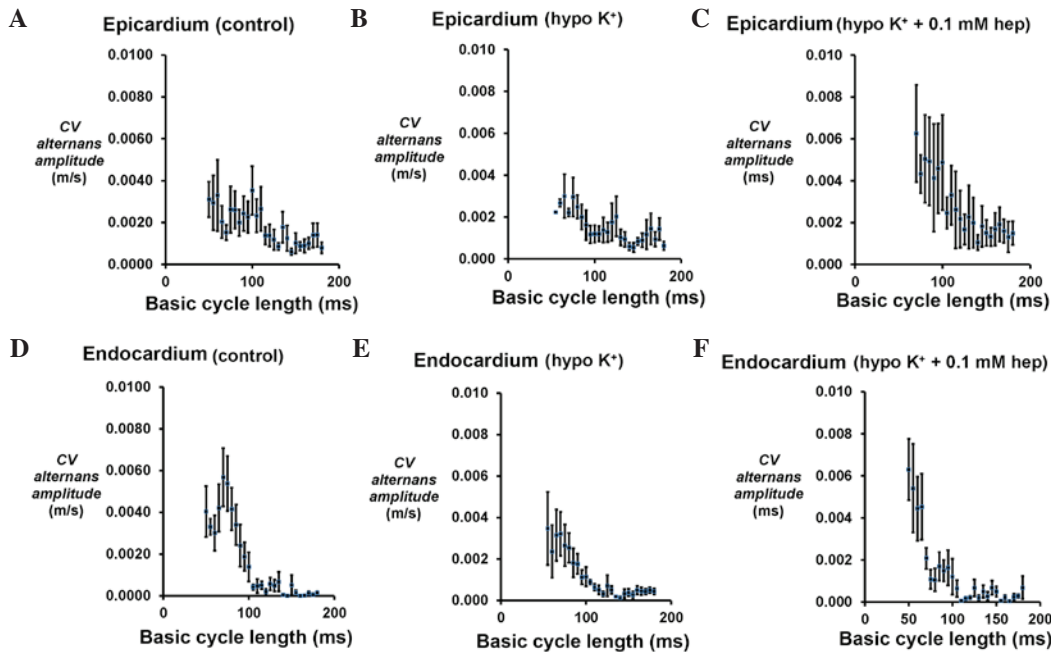 A
Epicardium (control)
0.0100
0.0080
0.0060
0.0040
0.0020
0.0000
CV
alternans
amplitude
(m/s)
0
100
200
Basic cycle length (ms)
B
Epicardium (hypo K⁺)
0.010
0.008
0.006
0.004
0.002
0.000
CV
alternans
amplitude
(m/s)
0
100
200
Basic cycle length (ms)
C
Epicardium (hypo K⁺ + 0.1 mM hep)
0.010
0.008
0.006
0.004
0.002
0.000
CV
alternans
amplitude
(ms)
0
100
200
Basic cycle length (ms)
D
Endocardium (control)
0.0100
0.0080
0.0060
0.0040
0.0020
0.0000
CV
alternans
amplitude
(m/s)
0
100
200
Basic cycle length (ms)
E
Endocardium (hypo K⁺)
0.010
0.008
0.006
0.004
0.002
0.000
CV
alternans
amplitude
(m/s)
0
100
200
Basic cycle length (ms)
F
Endocardium (hypo K⁺ + 0.1 mM hep)
0.010
0.008
0.006
0.004
0.002
0.000
CV
alternans
amplitude
(ms)
0
50
100
150
200
Basic cycle length (ms)